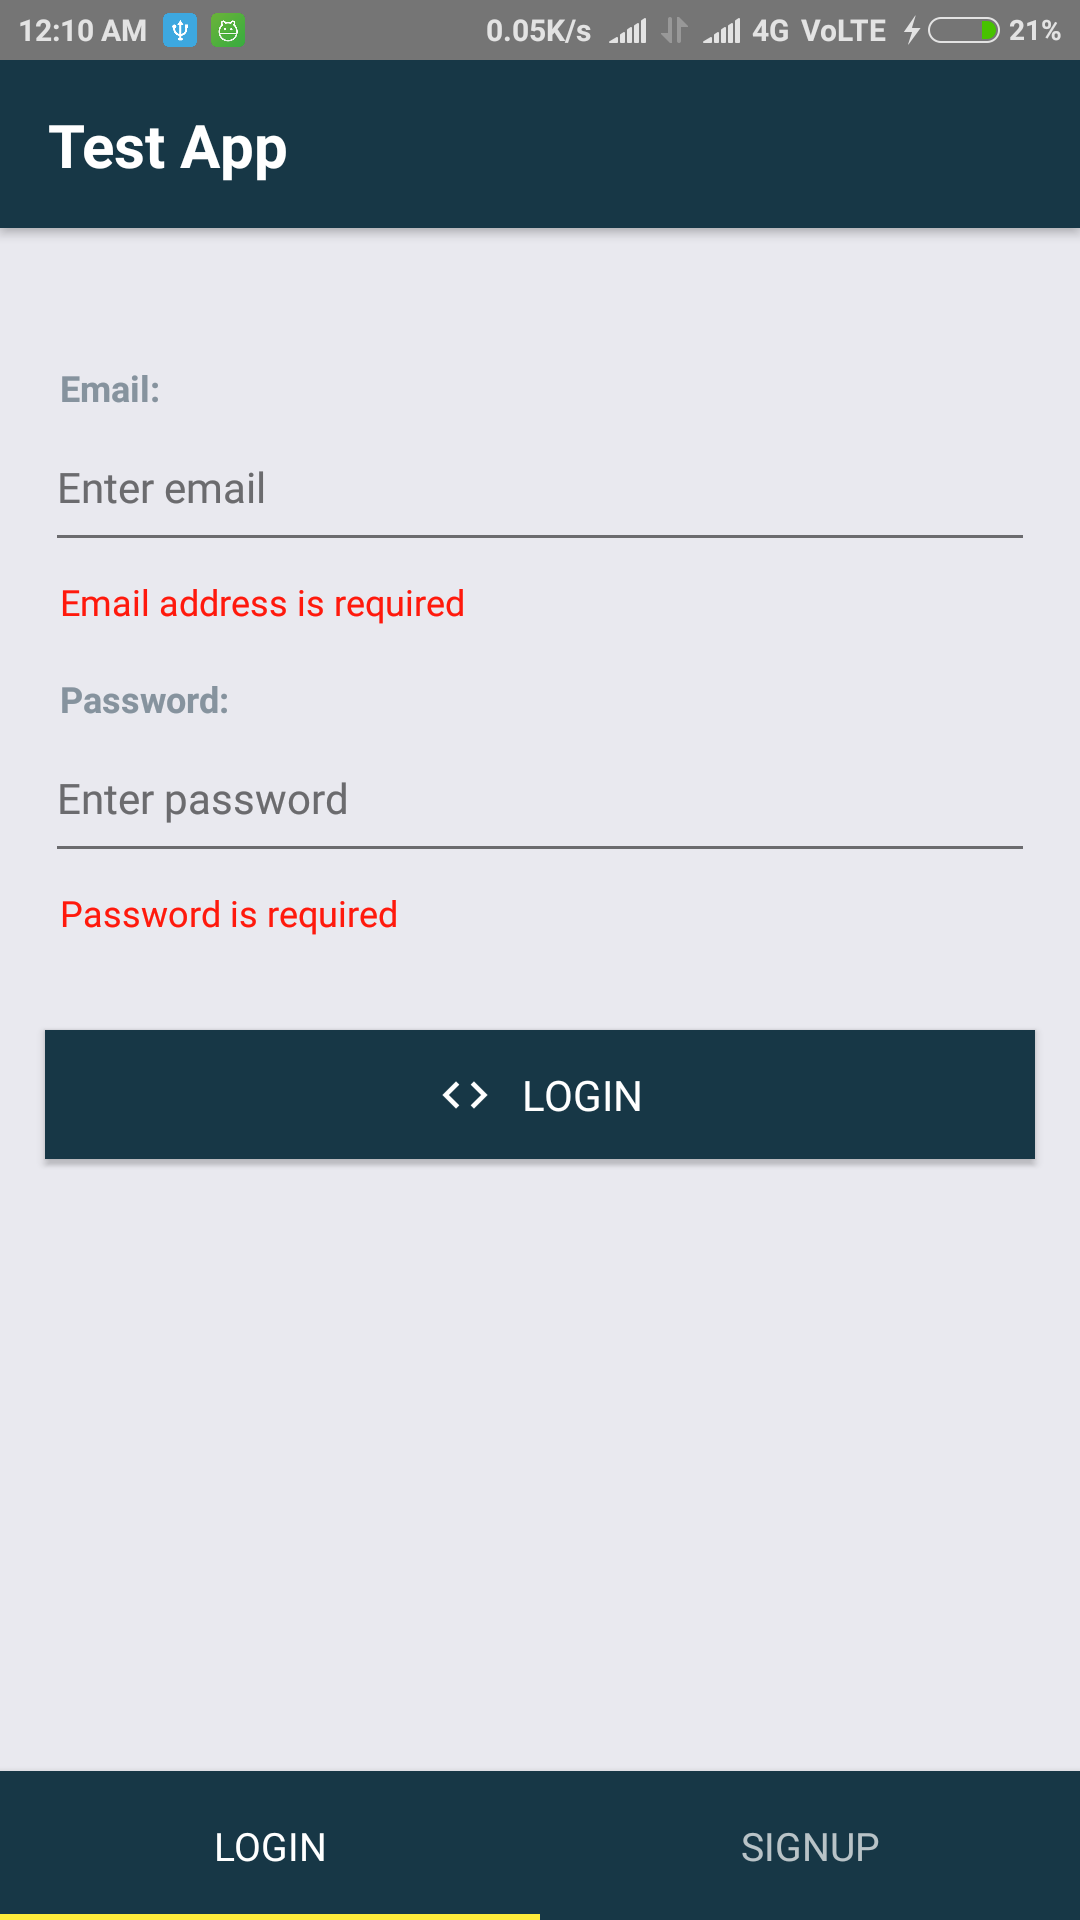 12:10 AM 0.05K/s 4G VoLTE 21%
Test App
Email:
Enter email
Email address is required
Password:
Enter password
Password is required
<> LOGIN
LOGIN SIGNUP